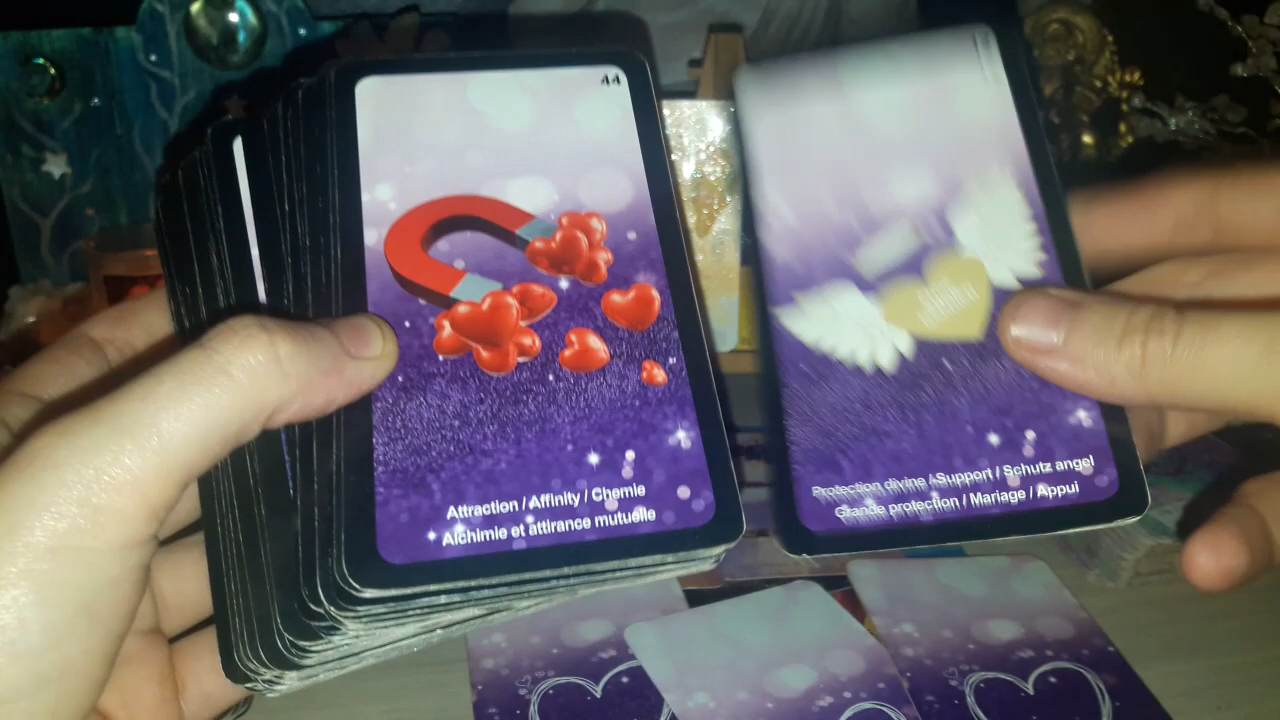 44
Attraction / Affinity / Chemie
Alchimie et attirance mutuelle
Protection divine / Support / Schutz angel
Grande protection / Mariage / Appui